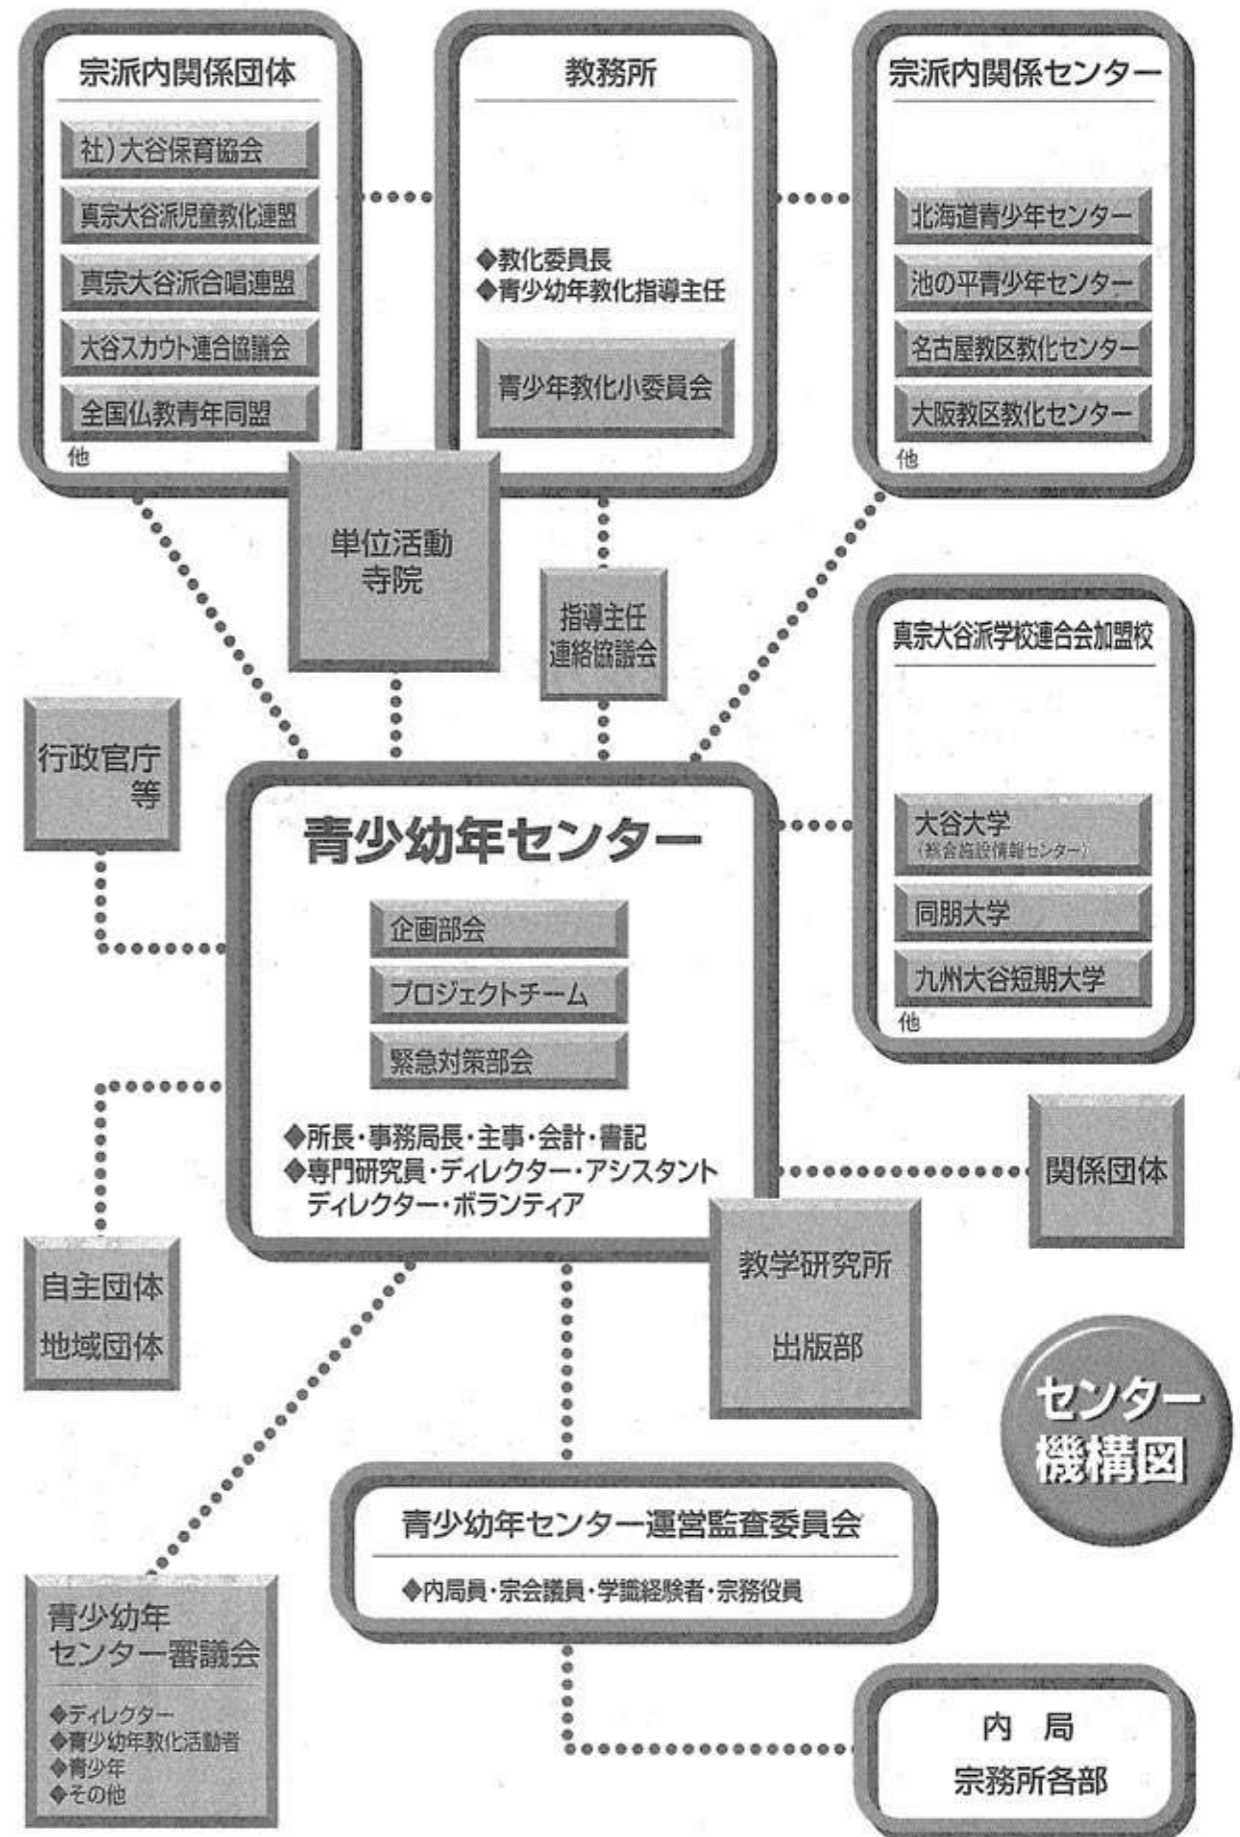 宗派内関係団体
社)大谷保育協会
真宗大谷派児童教化連盟
真宗大谷派合唱連盟
大谷スカウト連合協議会
全国仏教青年同盟
他
教務所
◆教化委員長
◆青少幼年教化指導主任
青少年教化小委員会
宗派内関係センター
北海道青少年センター
池の平青少年センター
名古屋教区教化センター
大阪教区教化センター
他
単位活動
寺院
指導主任
連絡協議会
真宗大谷派学校連合会加盟校
大谷大学
(総合施設情報センター)
同朋大学
九州大谷短期大学
他
行政官庁
等
青少幼年センター
企画部会
プロジェクトチーム
緊急対策部会
◆所長・事務局長・主事・会計・書記
◆専門研究員・ディレクター・アシスタント
ディレクター・ボランティア
関係団体
自主団体
地域団体
教学研究所
出版部
センター
機構図
青少幼年センター運営監査委員会
◆内局員・宗会議員・学識経験者・宗務役員
青少幼年
センター審議会
◆ディレクター
◆青少幼年教化活動者
◆青少年
◆その他
内 局
宗務所各部